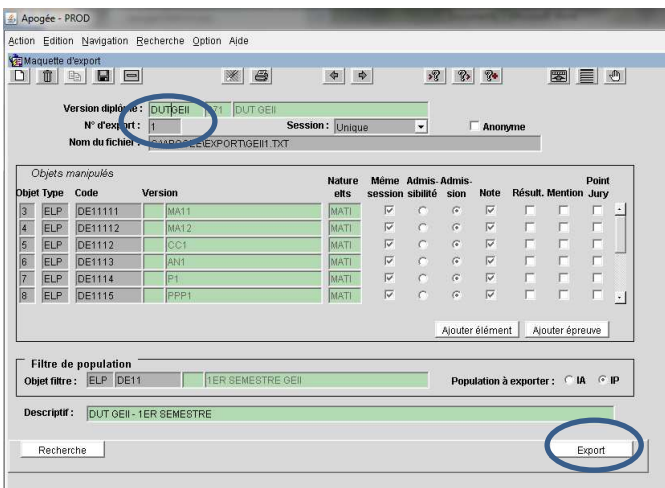 Apogée - PROD
Action Edition Navigation Recherche Option Aide
Maquette d'export
Version diplôme : DUTGEII 71 DUT GEII
N° d'export : 1 Session : Unique Anonyme
Nom du fichier : EXPORT\GEII1.TXT
Objets manipulés
Nature Même Admis- Admis- Point
Objet Type Code Version elts session sibilité sion Note Résult. Mention Jury
3 ELP DE11111 MA11 MATI
4 ELP DE11112 MA12 MATI
5 ELP DE1112 CC1 MATI
6 ELP DE1113 AN1 MATI
7 ELP DE1114 P1 MATI
8 ELP DE1115 PPP1 MATI
Ajouter élément Ajouter épreuve
Filtre de population
Objet filtre : ELP DE11 1ER SEMESTRE GEII Population à exporter : IA IP
Descriptif : DUT GEII - 1ER SEMESTRE
Recherche Export